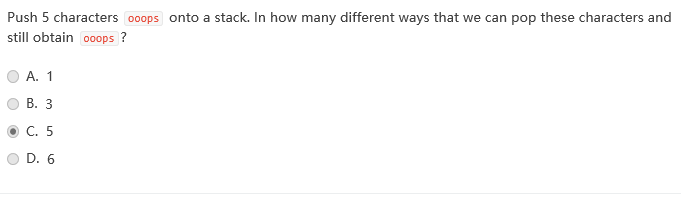 Push 5 characters ooops onto a stack. In how many different ways that we can pop these characters and
still obtain ooops ?
A. 1
B. 3
C. 5
D. 6